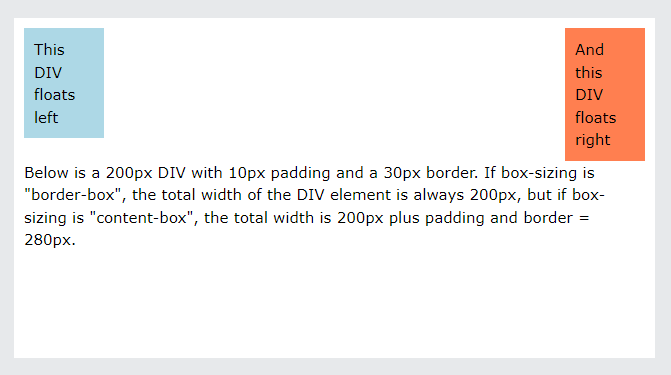 This
DIV
floats
left
And
this
DIV
floats
right
Below is a 200px DIV with 10px padding and a 30px border. If box-sizing is
"border-box", the total width of the DIV element is always 200px, but if box-
sizing is "content-box", the total width is 200px plus padding and border =
280px.